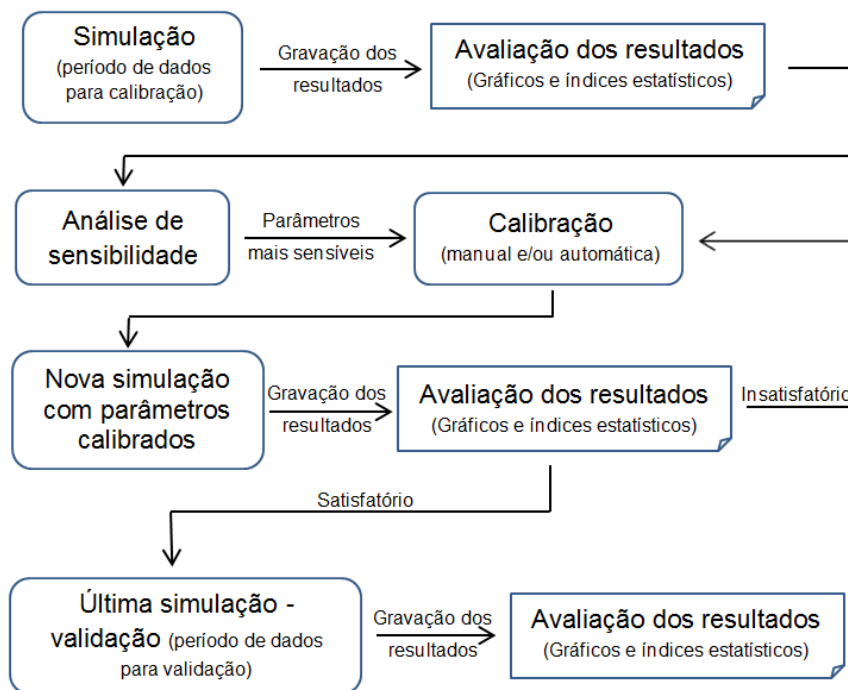 Simulação
(período de dados
para calibração)
Gravação dos
resultados
Avaliação dos resultados
(Gráficos e índices estatísticos)
Análise de
sensibilidade
Parâmetros
mais sensíveis
Calibração
(manual e/ou automática)
Nova simulação
com parâmetros
calibrados
Gravação dos
resultados
Avaliação dos resultados
(Gráficos e índices estatísticos)
Insatisfatório
Satisfatório
Última simulação -
validação (período de dados
para validação)
Gravação dos
resultados
Avaliação dos resultados
(Gráficos e índices estatísticos)